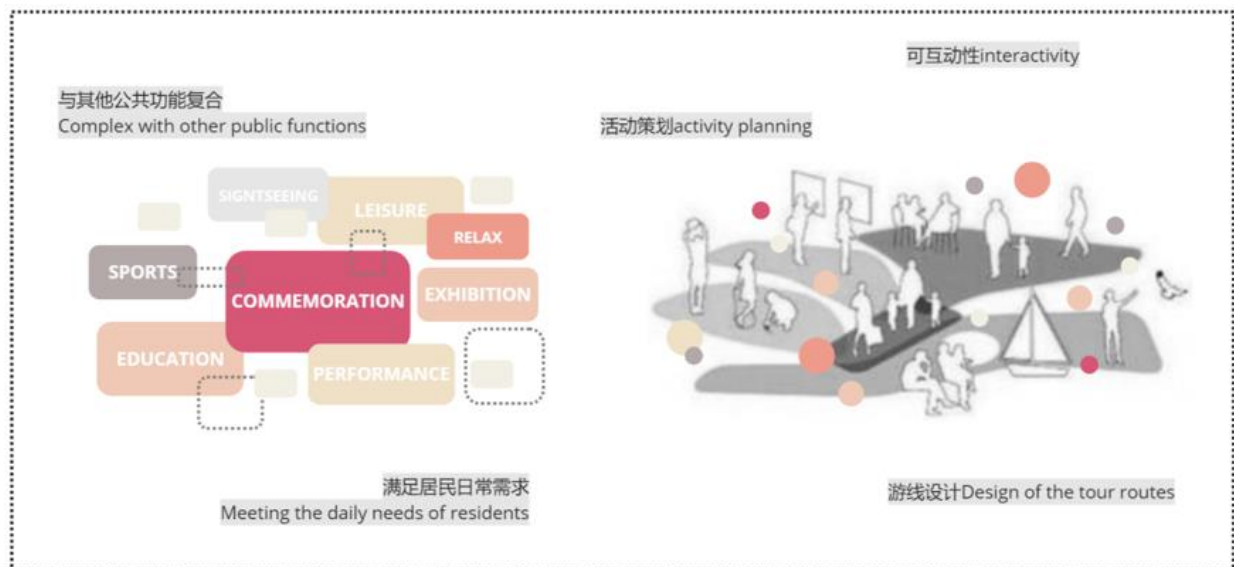 可互动性interactivity
与其他公共功能复合
Complex with other public functions
活动策划activity planning
SIGNTSEEING
LEISURE
RELAX
SPORTS
COMMEMORATION
EXHIBITION
EDUCATION
PERFORMANCE
满足居民日常需求
Meeting the daily needs of residents
游线设计Design of the tour routes